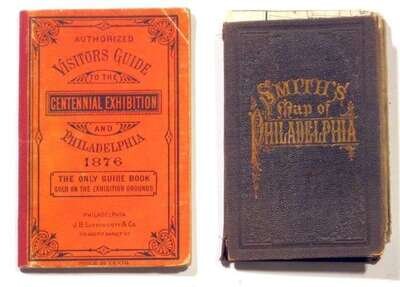 AUTHORIZED
VISITORS GUIDE
TO THE
CENTENNIAL EXHIBITION
AND
PHILADELPHIA
1876
THE ONLY GUIDE BOOK
SOLD ON THE EXHIBITION GROUNDS
PHILADELPHIA
J.B. LIPPINCOTT & CO.
SMITH'S
Map of
PHILADELPHIA